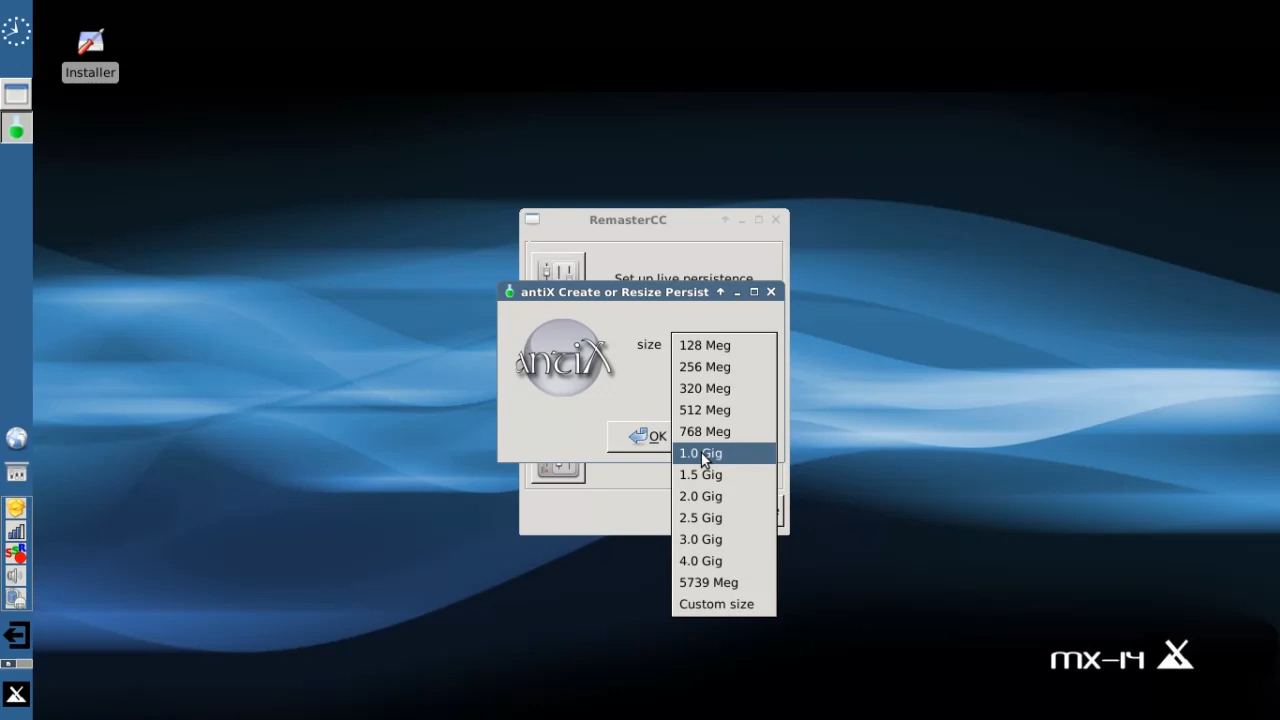 Installer
RemasterCC
Set up live persistence
antiX Create or Resize Persist
antiX
size
128 Meg
256 Meg
320 Meg
512 Meg
768 Meg
1.0 Gig
1.5 Gig
2.0 Gig
2.5 Gig
3.0 Gig
4.0 Gig
5739 Meg
Custom size
OK
mx-14